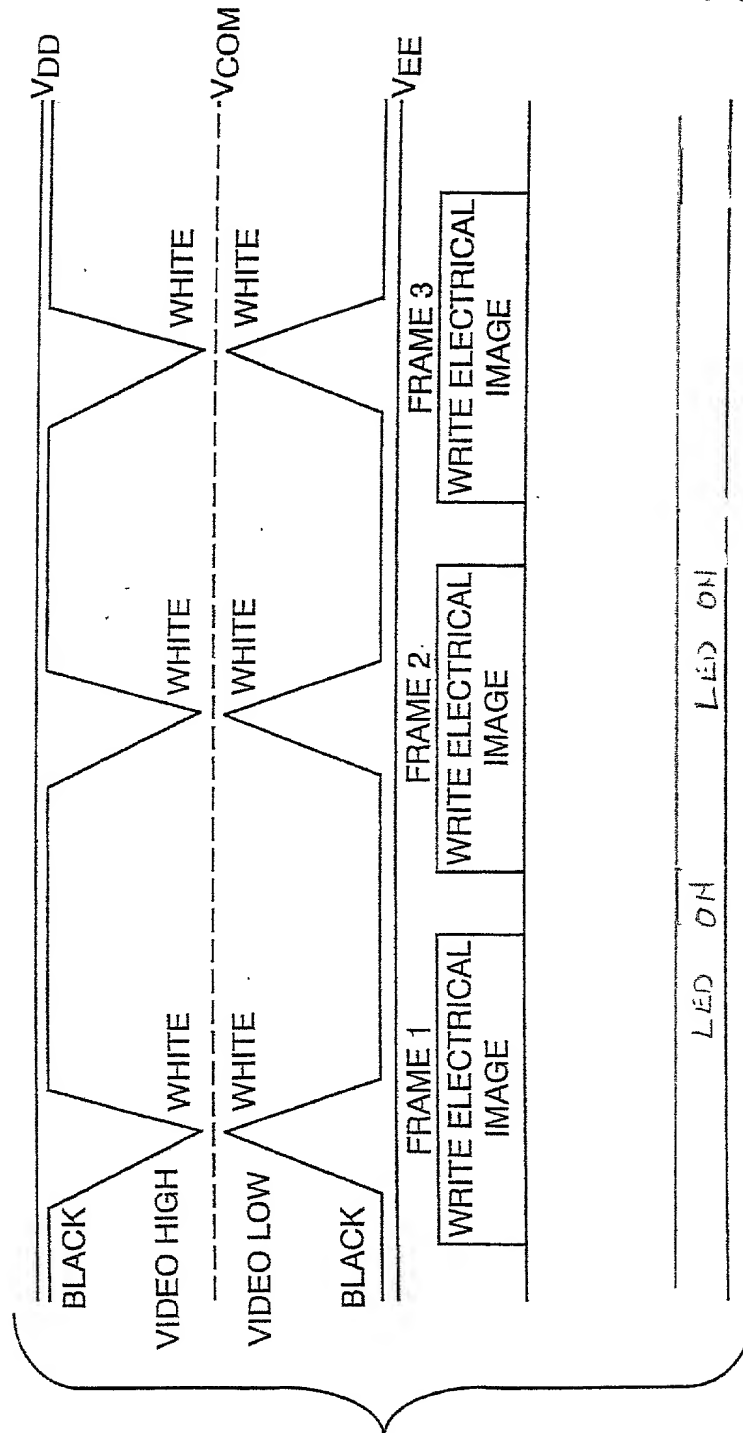 VDD
BLACK
WHITE
WHITE
WHITE
VIDEO HIGH
VCOM
VIDEO LOW
WHITE
WHITE
WHITE
BLACK
VEE
FRAME 1
FRAME 2
FRAME 3
WRITE ELECTRICAL
IMAGE
WRITE ELECTRICAL
IMAGE
WRITE ELECTRICAL
IMAGE
LED ON
LED ON